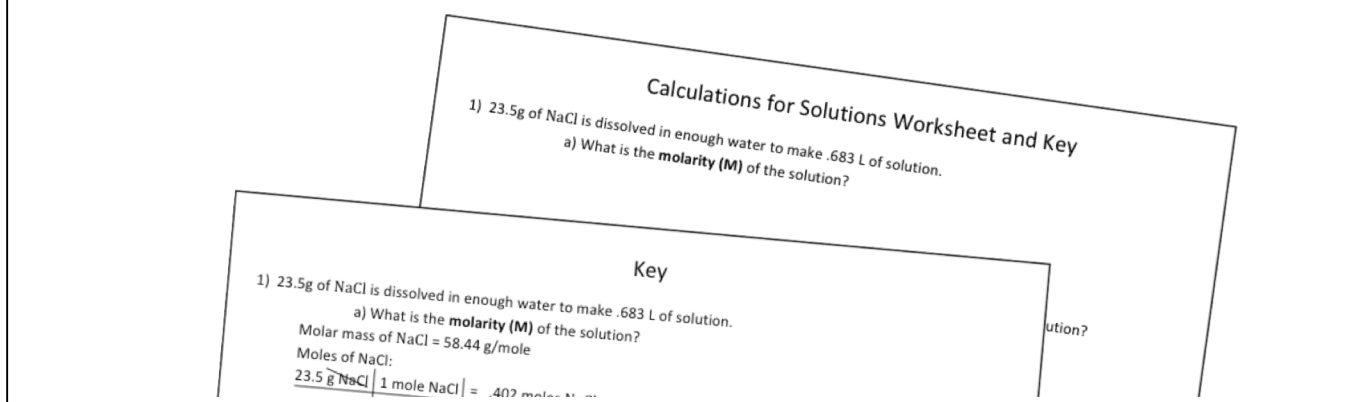 Calculations for Solutions Worksheet and Key
1) 23.5g of NaCl is dissolved in enough water to make .683 L of solution.
a) What is the molarity (M) of the solution?
ution?
Key
1) 23.5g of NaCl is dissolved in enough water to make .683 L of solution.
a) What is the molarity (M) of the solution?
Molar mass of NaCl = 58.44 g/mole
Moles of NaCl:
23.5 g NaCl 1 mole NaCl = .402